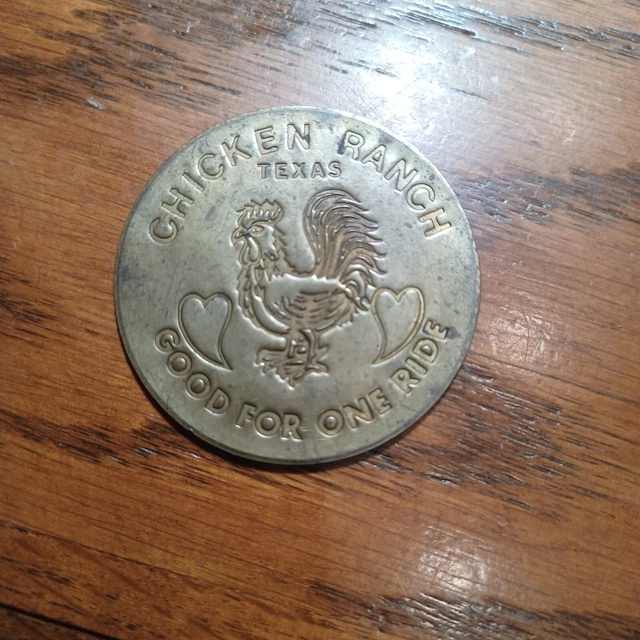 CHICKEN RANCH
TEXAS
GOOD FOR ONE RIDE